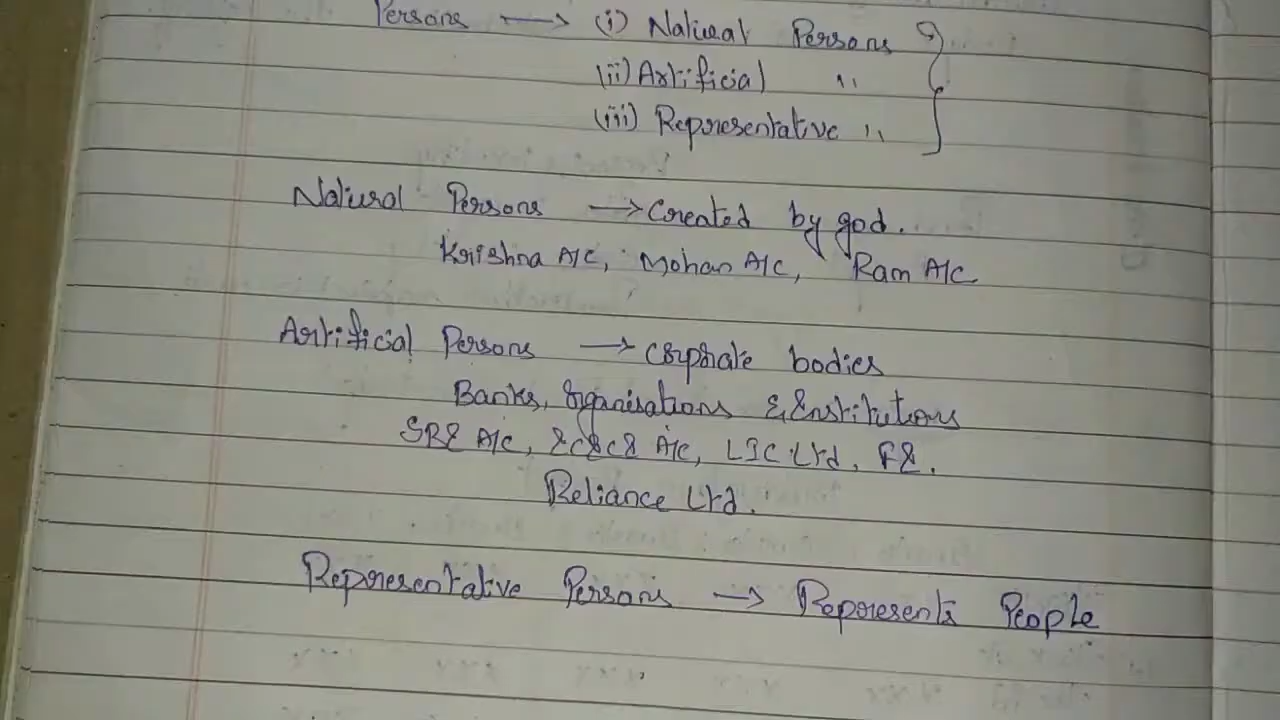 Persons → (i) Natural Persons
(ii) Artificial ,,
(iii) Representative ,,
Natural Persons → Created by god.
Krishna A/C, Mohan A/C, Ram A/C
Artificial Persons → corporate bodies
Banks, Organisations & Institutions
SBI A/C, ICICI A/C, LIC Ltd,
Reliance Ltd.
Representative Persons → Represents People